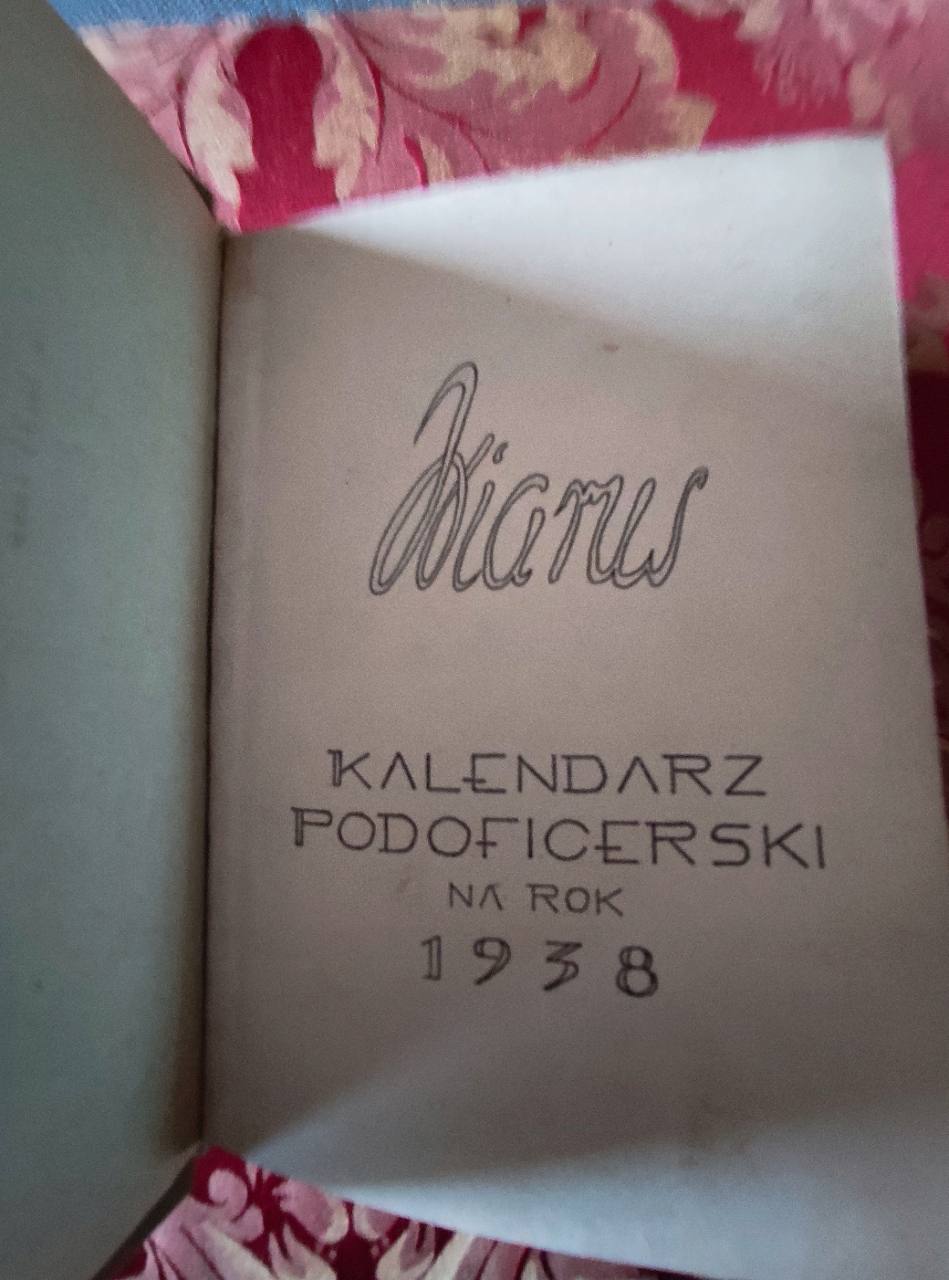 Wiarus
KALENDARZ
PODOFICERSKI
NA ROK
1938